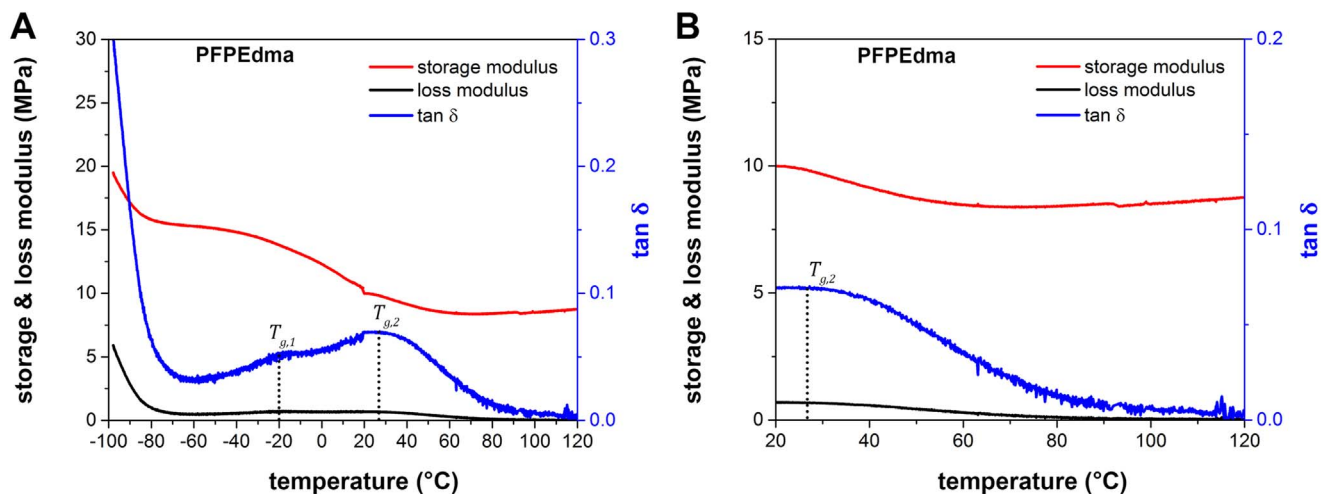 A
PFPEdma
storage modulus
loss modulus
tan δ
storage & loss modulus (MPa)
30
25
20
15
10
5
0
0.3
0.2
0.1
0.0
tan δ
Tg,1
Tg,2
-100 -80 -60 -40 -20 0 20 40 60 80 100 120
temperature (°C)
B
PFPEdma
storage modulus
loss modulus
tan δ
storage & loss modulus (MPa)
15
10
5
0
0.2
0.1
0.0
tan δ
Tg,2
20 40 60 80 100 120
temperature (°C)